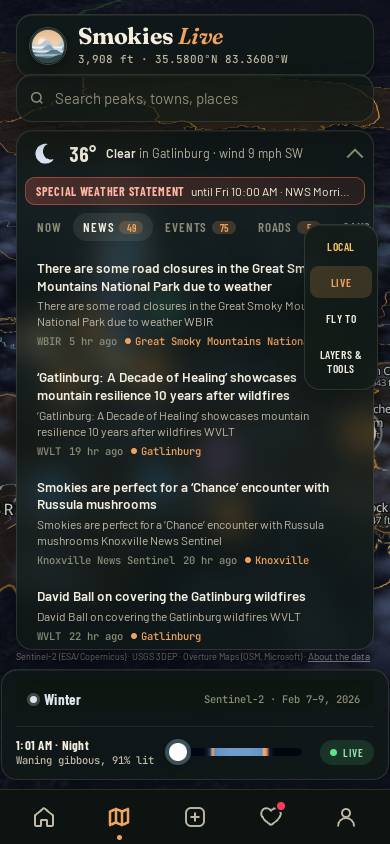 Smokies Live
3,908 ft · 35.5800°N 83.3600°W
Search peaks, towns, places
36° Clear in Gatlinburg · wind 9 mph SW
SPECIAL WEATHER STATEMENT until Fri 10:00 AM · NWS Morri...
NOW NEWS 49 EVENTS 75 ROADS
LOCAL
LIVE
FLY TO
LAYERS &
TOOLS
There are some road closures in the Great Sm
Mountains National Park due to weather
There are some road closures in the Great Smoky Mou
National Park due to weather WBIR
WBIR 5 hr ago Great Smoky Mountains Nation
‘Gatlinburg: A Decade of Healing’ showcases
mountain resilience 10 years after wildfires
‘Gatlinburg: A Decade of Healing’ showcases mountain
resilience 10 years after wildfires WVLT
WVLT 19 hr ago Gatlinburg
Smokies are perfect for a ‘Chance’ encounter with
Russula mushrooms
Smokies are perfect for a ‘Chance’ encounter with Russula
mushrooms Knoxville News Sentinel
Knoxville News Sentinel 20 hr ago Knoxville
David Ball on covering the Gatlinburg wildfires
David Ball on covering the Gatlinburg wildfires WVLT
WVLT 22 hr ago Gatlinburg
Sentinel-2 (ESA/Copernicus) · USGS 3DEP · Overture Maps (OSM, Microsoft) · About the data
Winter Sentinel-2 · Feb 7–9, 2026
1:01 AM · Night
Waning gibbous, 91% lit
LIVE